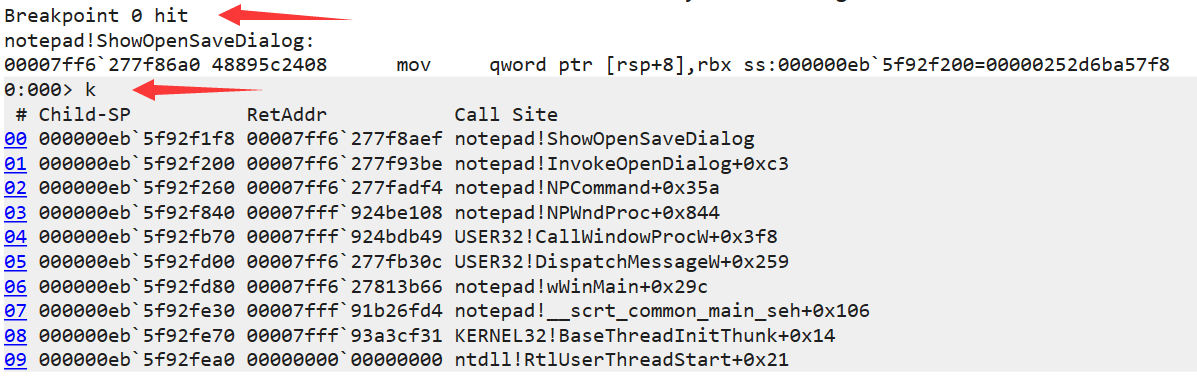 Breakpoint 0 hit
notepad!ShowOpenSaveDialog:
00007ff6`277f86a0 48895c2408      mov     qword ptr [rsp+8],rbx ss:000000eb`5f92f200=00000252d6ba57f8
0:000> k
 # Child-SP          RetAddr           Call Site
00 000000eb`5f92f1f8 00007ff6`277f8aef notepad!ShowOpenSaveDialog
01 000000eb`5f92f200 00007ff6`277f93be notepad!InvokeOpenDialog+0xc3
02 000000eb`5f92f260 00007ff6`277fadf4 notepad!NPCommand+0x35a
03 000000eb`5f92f840 00007fff`924be108 notepad!NPWndProc+0x844
04 000000eb`5f92fb70 00007fff`924bdb49 USER32!CallWindowProcW+0x3f8
05 000000eb`5f92fd00 00007ff6`277fb30c USER32!DispatchMessageW+0x259
06 000000eb`5f92fd80 00007ff6`27813b66 notepad!wWinMain+0x29c
07 000000eb`5f92fe30 00007fff`91b26fd4 notepad!__scrt_common_main_seh+0x106
08 000000eb`5f92fe70 00007fff`93a3cf31 KERNEL32!BaseThreadInitThunk+0x14
09 000000eb`5f92fea0 00000000`00000000 ntdll!RtlUserThreadStart+0x21